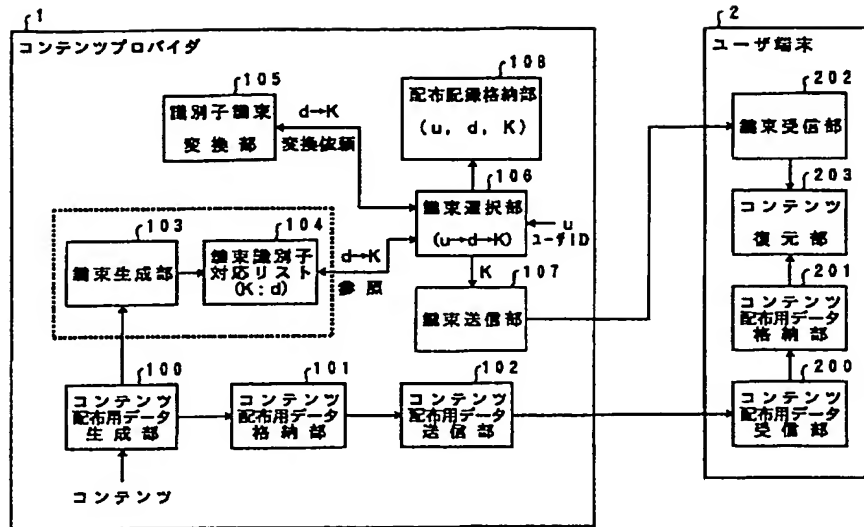 1
コンテンツプロバイダ
105
識別子鍵束
変換部
d→K
変換依頼
108
配布記録格納部
(u, d, K)
106
鍵束選択部
(u→d→K)
u
ユーザID
103
鍵束生成部
104
鍵束識別子
対応リスト
(K:d)
d→K
参照
K
107
鍵束送信部
100
コンテンツ
配布用データ
生成部
101
コンテンツ
配布用データ
格納部
102
コンテンツ
配布用データ
送信部
コンテンツ
2
ユーザ端末
202
鍵束受信部
203
コンテンツ
復元部
201
コンテンツ
配布用データ
格納部
200
コンテンツ
配布用データ
受信部